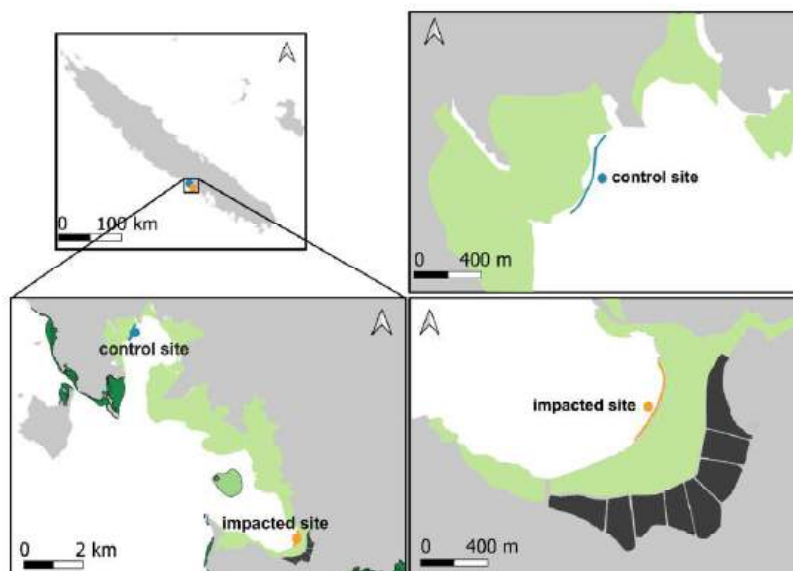 0 100 km
control site
0 400 m
control site
impacted site
0 2 km
impacted site
0 400 m